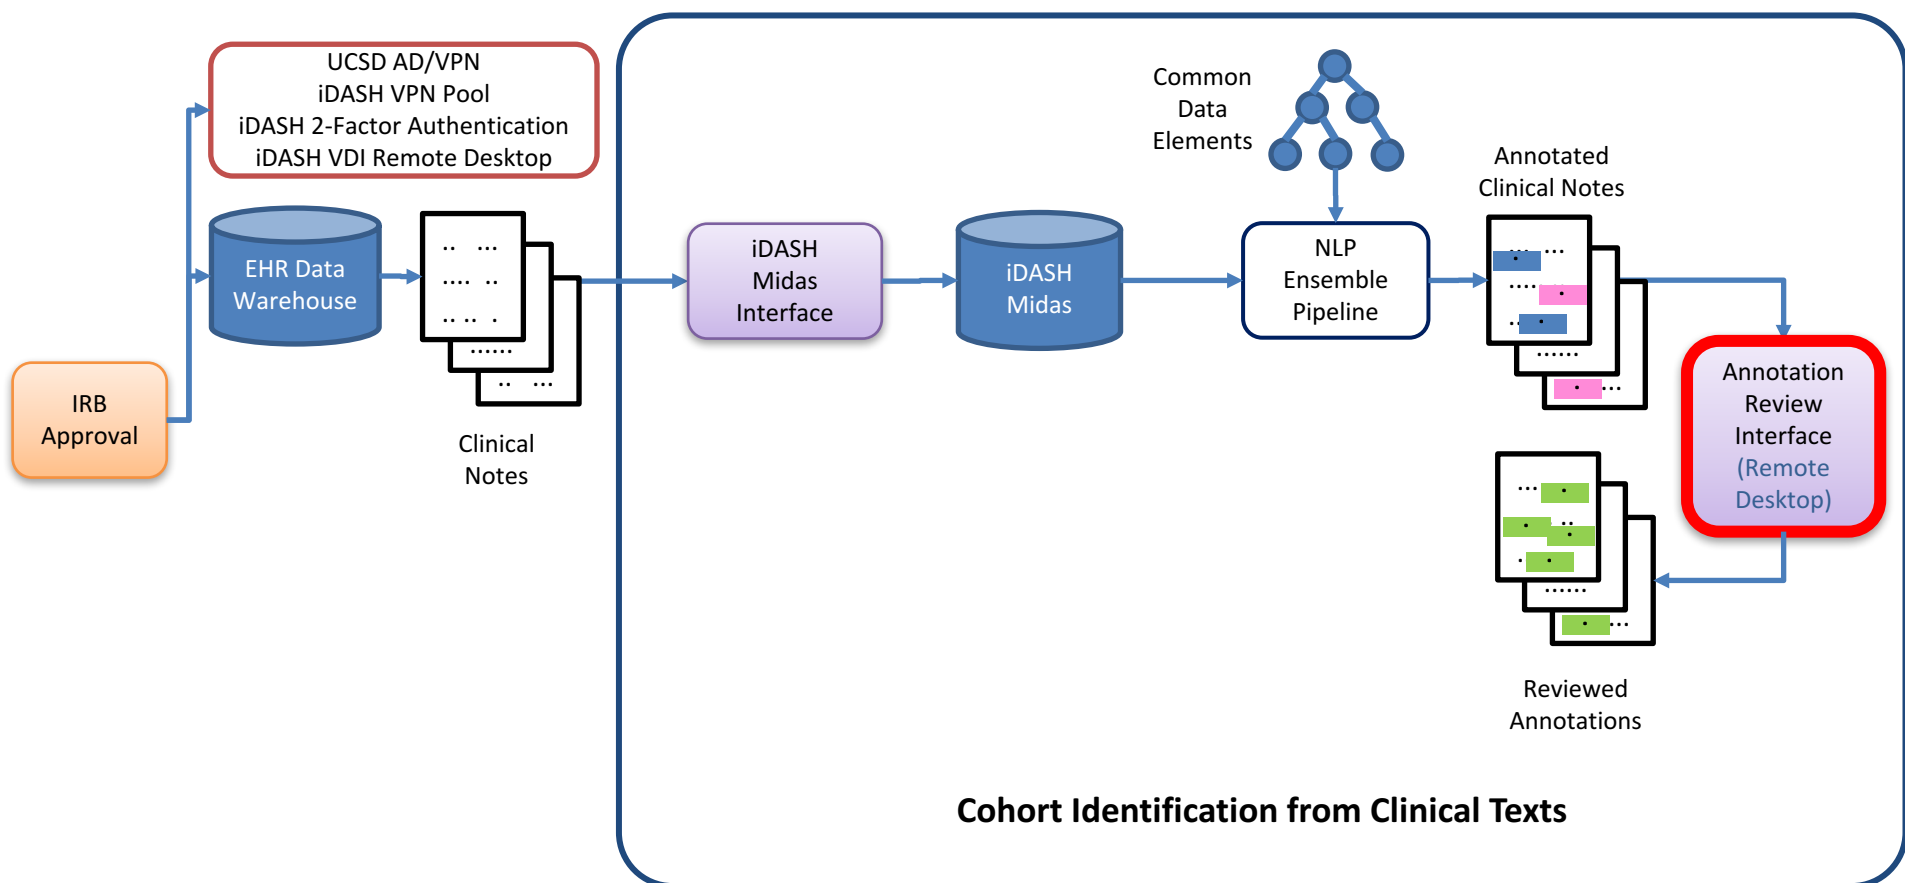 UCSD AD/VPN
iDASH VPN Pool
iDASH 2-Factor Authentication
iDASH VDI Remote Desktop
EHR Data
Warehouse
IRB
Approval
Clinical
Notes
iDASH
Midas
Interface
iDASH
Midas
Common
Data
Elements
NLP
Ensemble
Pipeline
Annotated
Clinical Notes
Annotation
Review
Interface
(Remote
Desktop)
Reviewed
Annotations
Cohort Identification from Clinical Texts